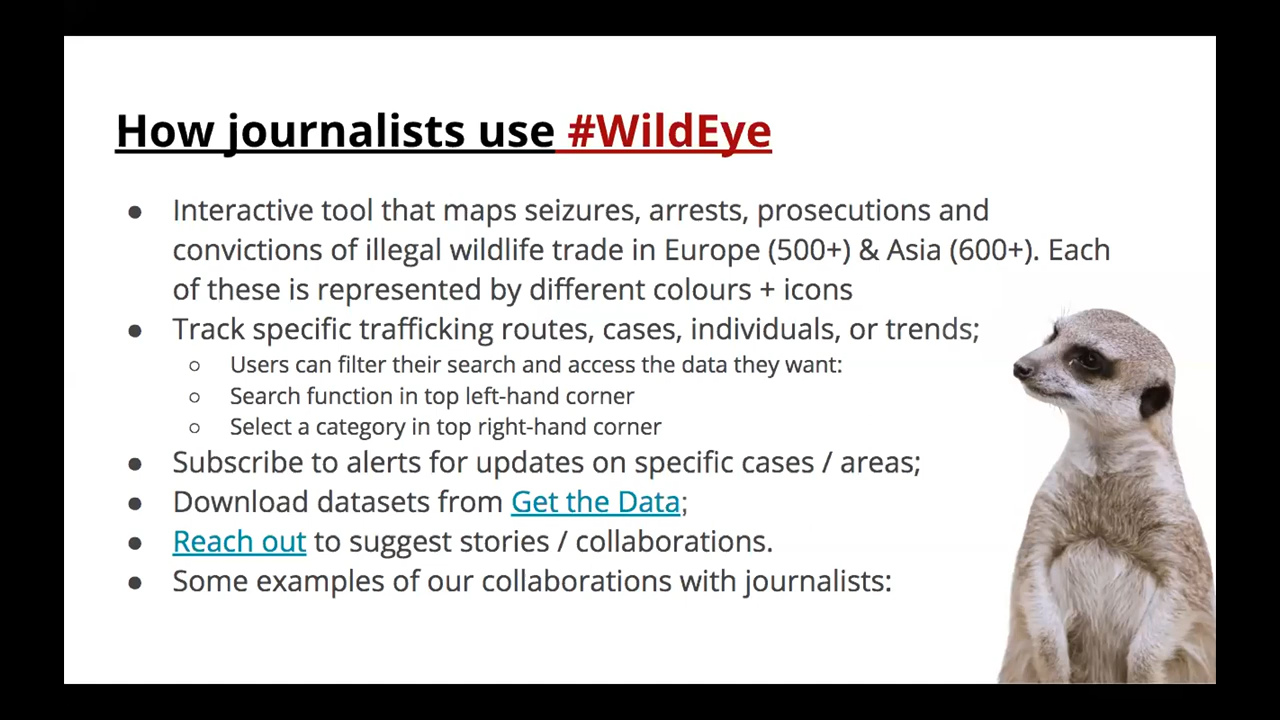 How journalists use #WildEye
● Interactive tool that maps seizures, arrests, prosecutions and
convictions of illegal wildlife trade in Europe (500+) & Asia (600+). Each
of these is represented by different colours + icons
● Track specific trafficking routes, cases, individuals, or trends;
○ Users can filter their search and access the data they want:
○ Search function in top left-hand corner
○ Select a category in top right-hand corner
● Subscribe to alerts for updates on specific cases / areas;
● Download datasets from Get the Data;
● Reach out to suggest stories / collaborations.
● Some examples of our collaborations with journalists: